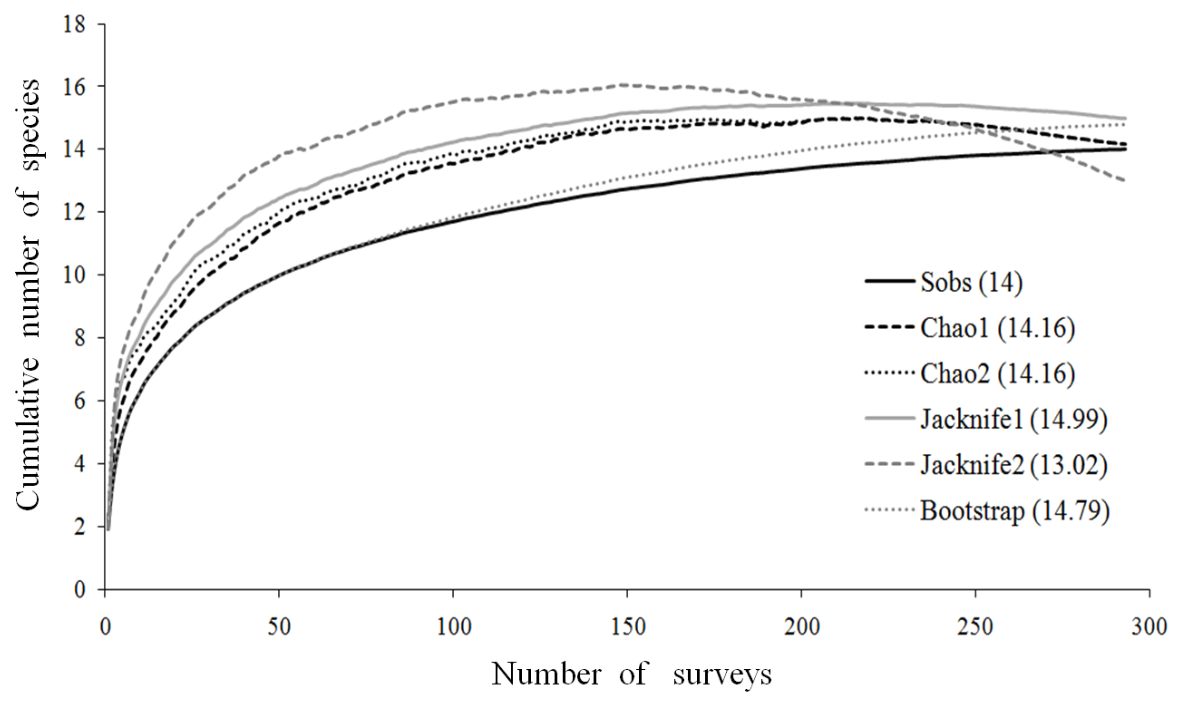 18
16
14
12
10
8
6
4
2
0
Cumulative number of species
Sobs (14)
Chao1 (14.16)
Chao2 (14.16)
Jacknife1 (14.99)
Jacknife2 (13.02)
Bootstrap (14.79)
0 50 100 150 200 250 300
Number of surveys